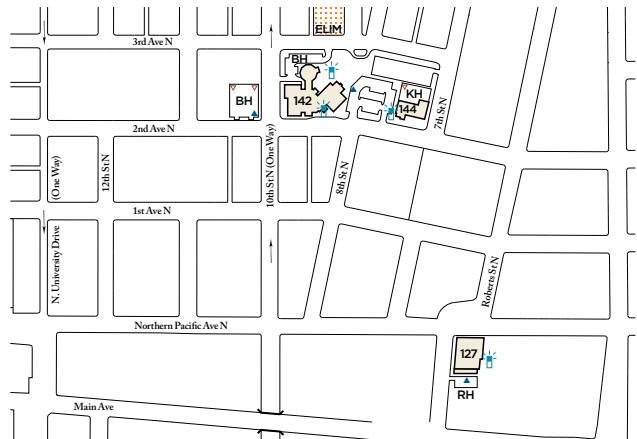 ELIM
3rd Ave N
BH
142
BH
KH
144
7th St N
2nd Ave N
(One Way)
12th St N
10th St N (One Way)
8th St N
1st Ave N
N. University Drive
Roberts St N
Northern Pacific Ave N
127
RH
Main Ave